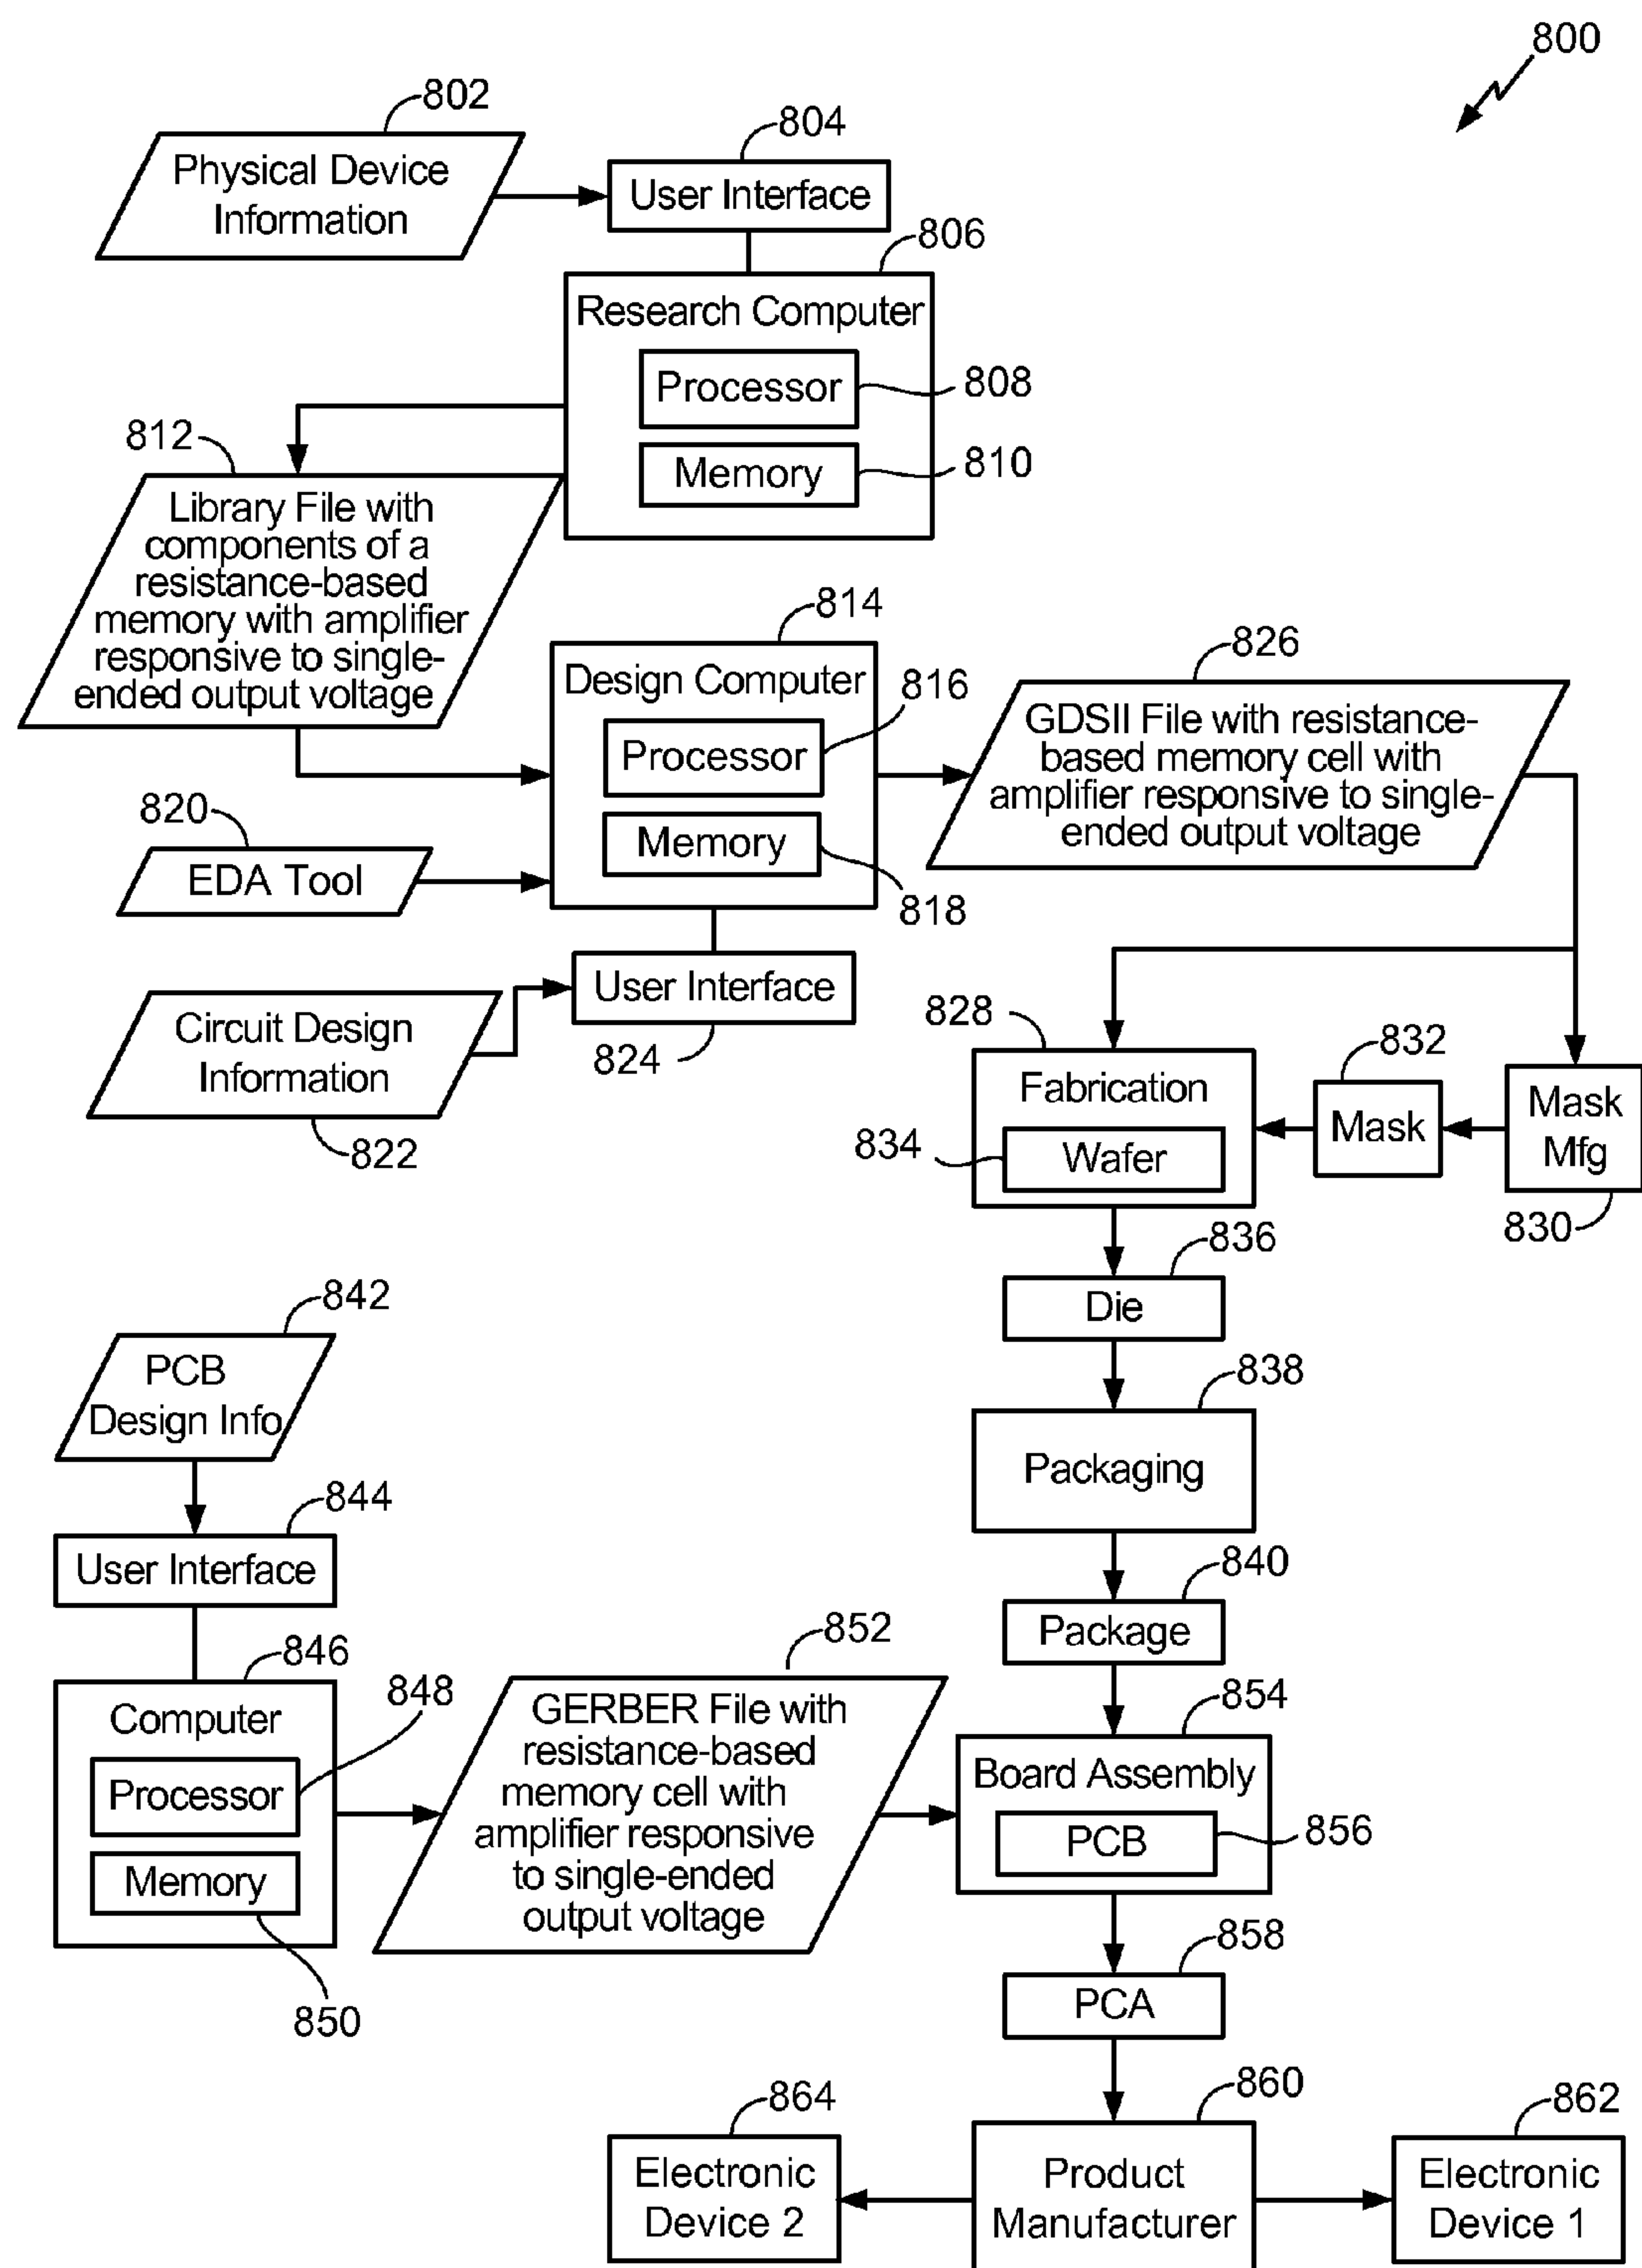 800
802
Physical Device
Information
804
User Interface
806
Research Computer
Processor
808
Memory
810
812
Library File with
components of a
resistance-based
memory with amplifier
responsive to single-
ended output voltage
814
Design Computer
816
Processor
Memory
818
820
EDA Tool
826
GDSII File with resistance-
based memory cell with
amplifier responsive to single-
ended output voltage
User Interface
824
Circuit Design
Information
822
828
Fabrication
834
Wafer
832
Mask
Mask
Mfg
830
836
Die
838
Packaging
840
Package
842
PCB
Design Info
844
User Interface
846
Computer
848
Processor
Memory
850
852
GERBER File with
resistance-based
memory cell with
amplifier responsive
to single-ended
output voltage
854
Board Assembly
PCB
856
858
PCA
860
Product
Manufacturer
864
Electronic
Device 2
862
Electronic
Device 1